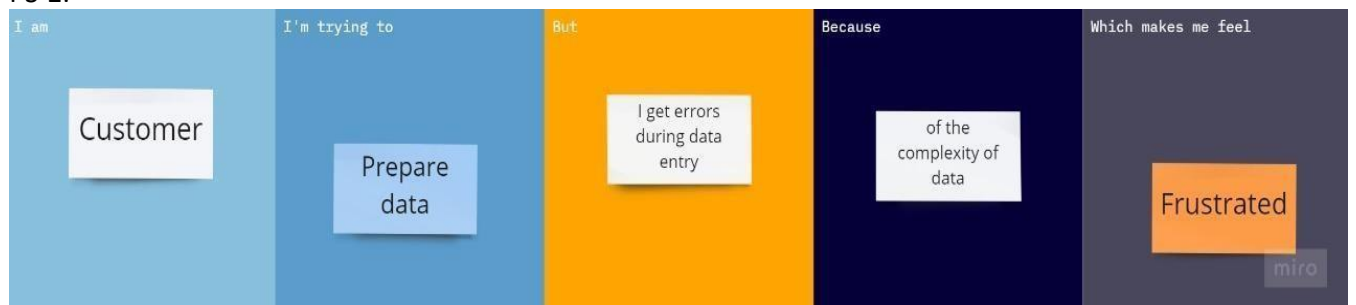 I am
Customer
I'm trying to
Prepare
data
But
I get errors
during data
entry
Because
of the
complexity of
data
Which makes me feel
Frustrated
miro